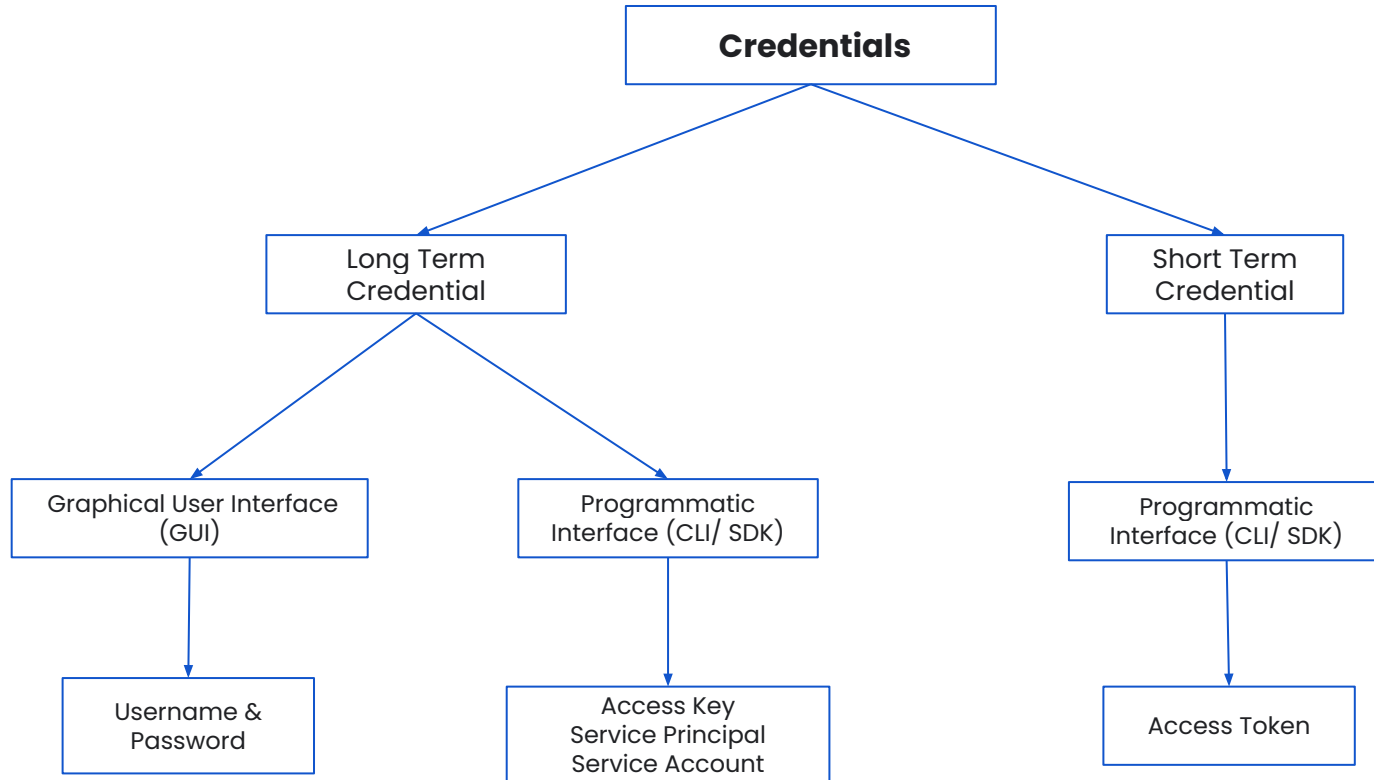 Credentials
Long Term
Credential
Short Term
Credential
Graphical User Interface
(GUI)
Programmatic
Interface (CLI/ SDK)
Programmatic
Interface (CLI/ SDK)
Username &
Password
Access Key
Service Principal
Service Account
Access Token